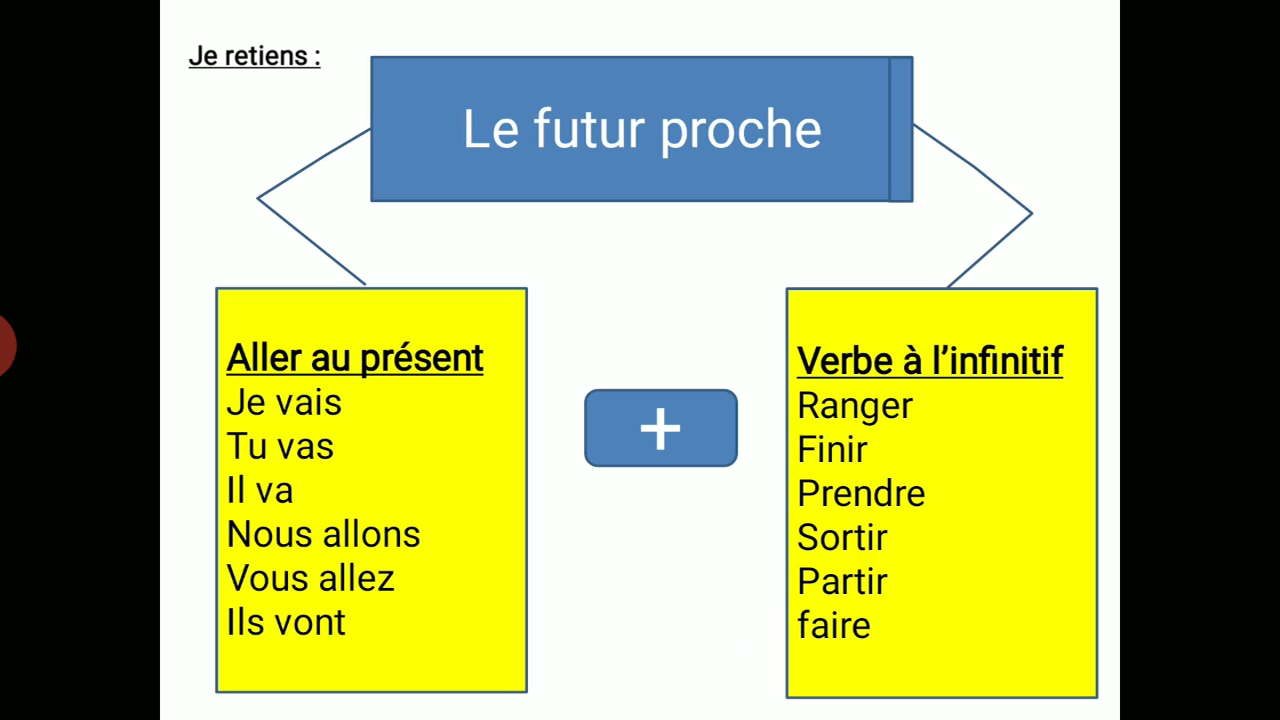 Je retiens :
Le futur proche
Aller au présent
Je vais
Tu vas
Il va
Nous allons
Vous allez
Ils vont
+
Verbe à l’infinitif
Ranger
Finir
Prendre
Sortir
Partir
faire